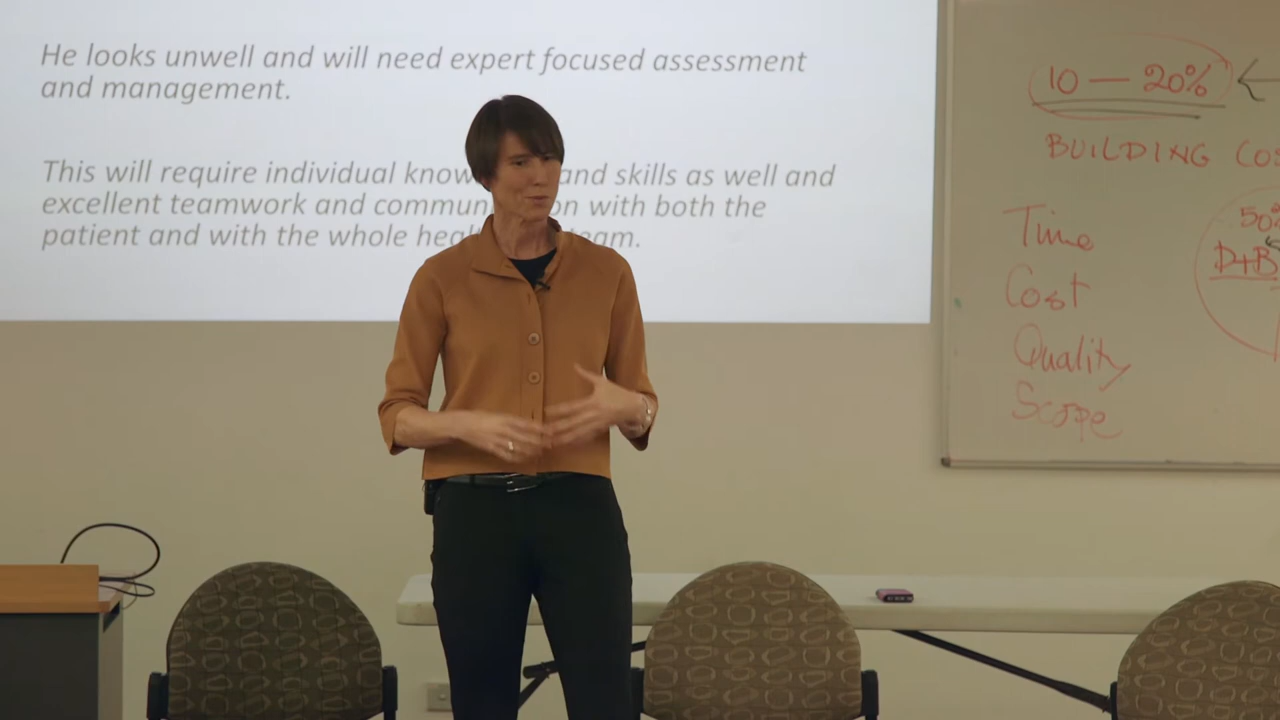 He looks unwell and will need expert focused assessment
and management.
This will require individual and skills as well and
excellent teamwork and with both the
patient and with the whole team.
10 — 20%
BUILDING
Time
Cost
Quality
Scope
D+B